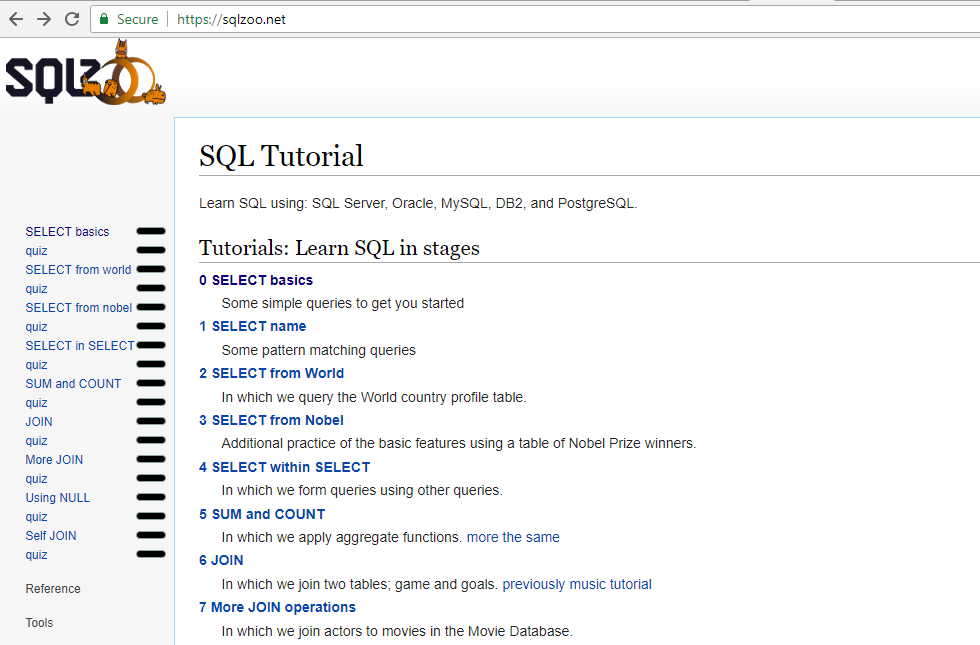 Secure https://sqlzoo.net
SQLZOO
SELECT basics
quiz
SELECT from world
quiz
SELECT from nobel
quiz
SELECT in SELECT
quiz
SUM and COUNT
quiz
JOIN
quiz
More JOIN
quiz
Using NULL
quiz
Self JOIN
quiz
Reference
Tools
SQL Tutorial
Learn SQL using: SQL Server, Oracle, MySQL, DB2, and PostgreSQL.
Tutorials: Learn SQL in stages
0 SELECT basics
Some simple queries to get you started
1 SELECT name
Some pattern matching queries
2 SELECT from World
In which we query the World country profile table.
3 SELECT from Nobel
Additional practice of the basic features using a table of Nobel Prize winners.
4 SELECT within SELECT
In which we form queries using other queries.
5 SUM and COUNT
In which we apply aggregate functions. more the same
6 JOIN
In which we join two tables; game and goals. previously music tutorial
7 More JOIN operations
In which we join actors to movies in the Movie Database.